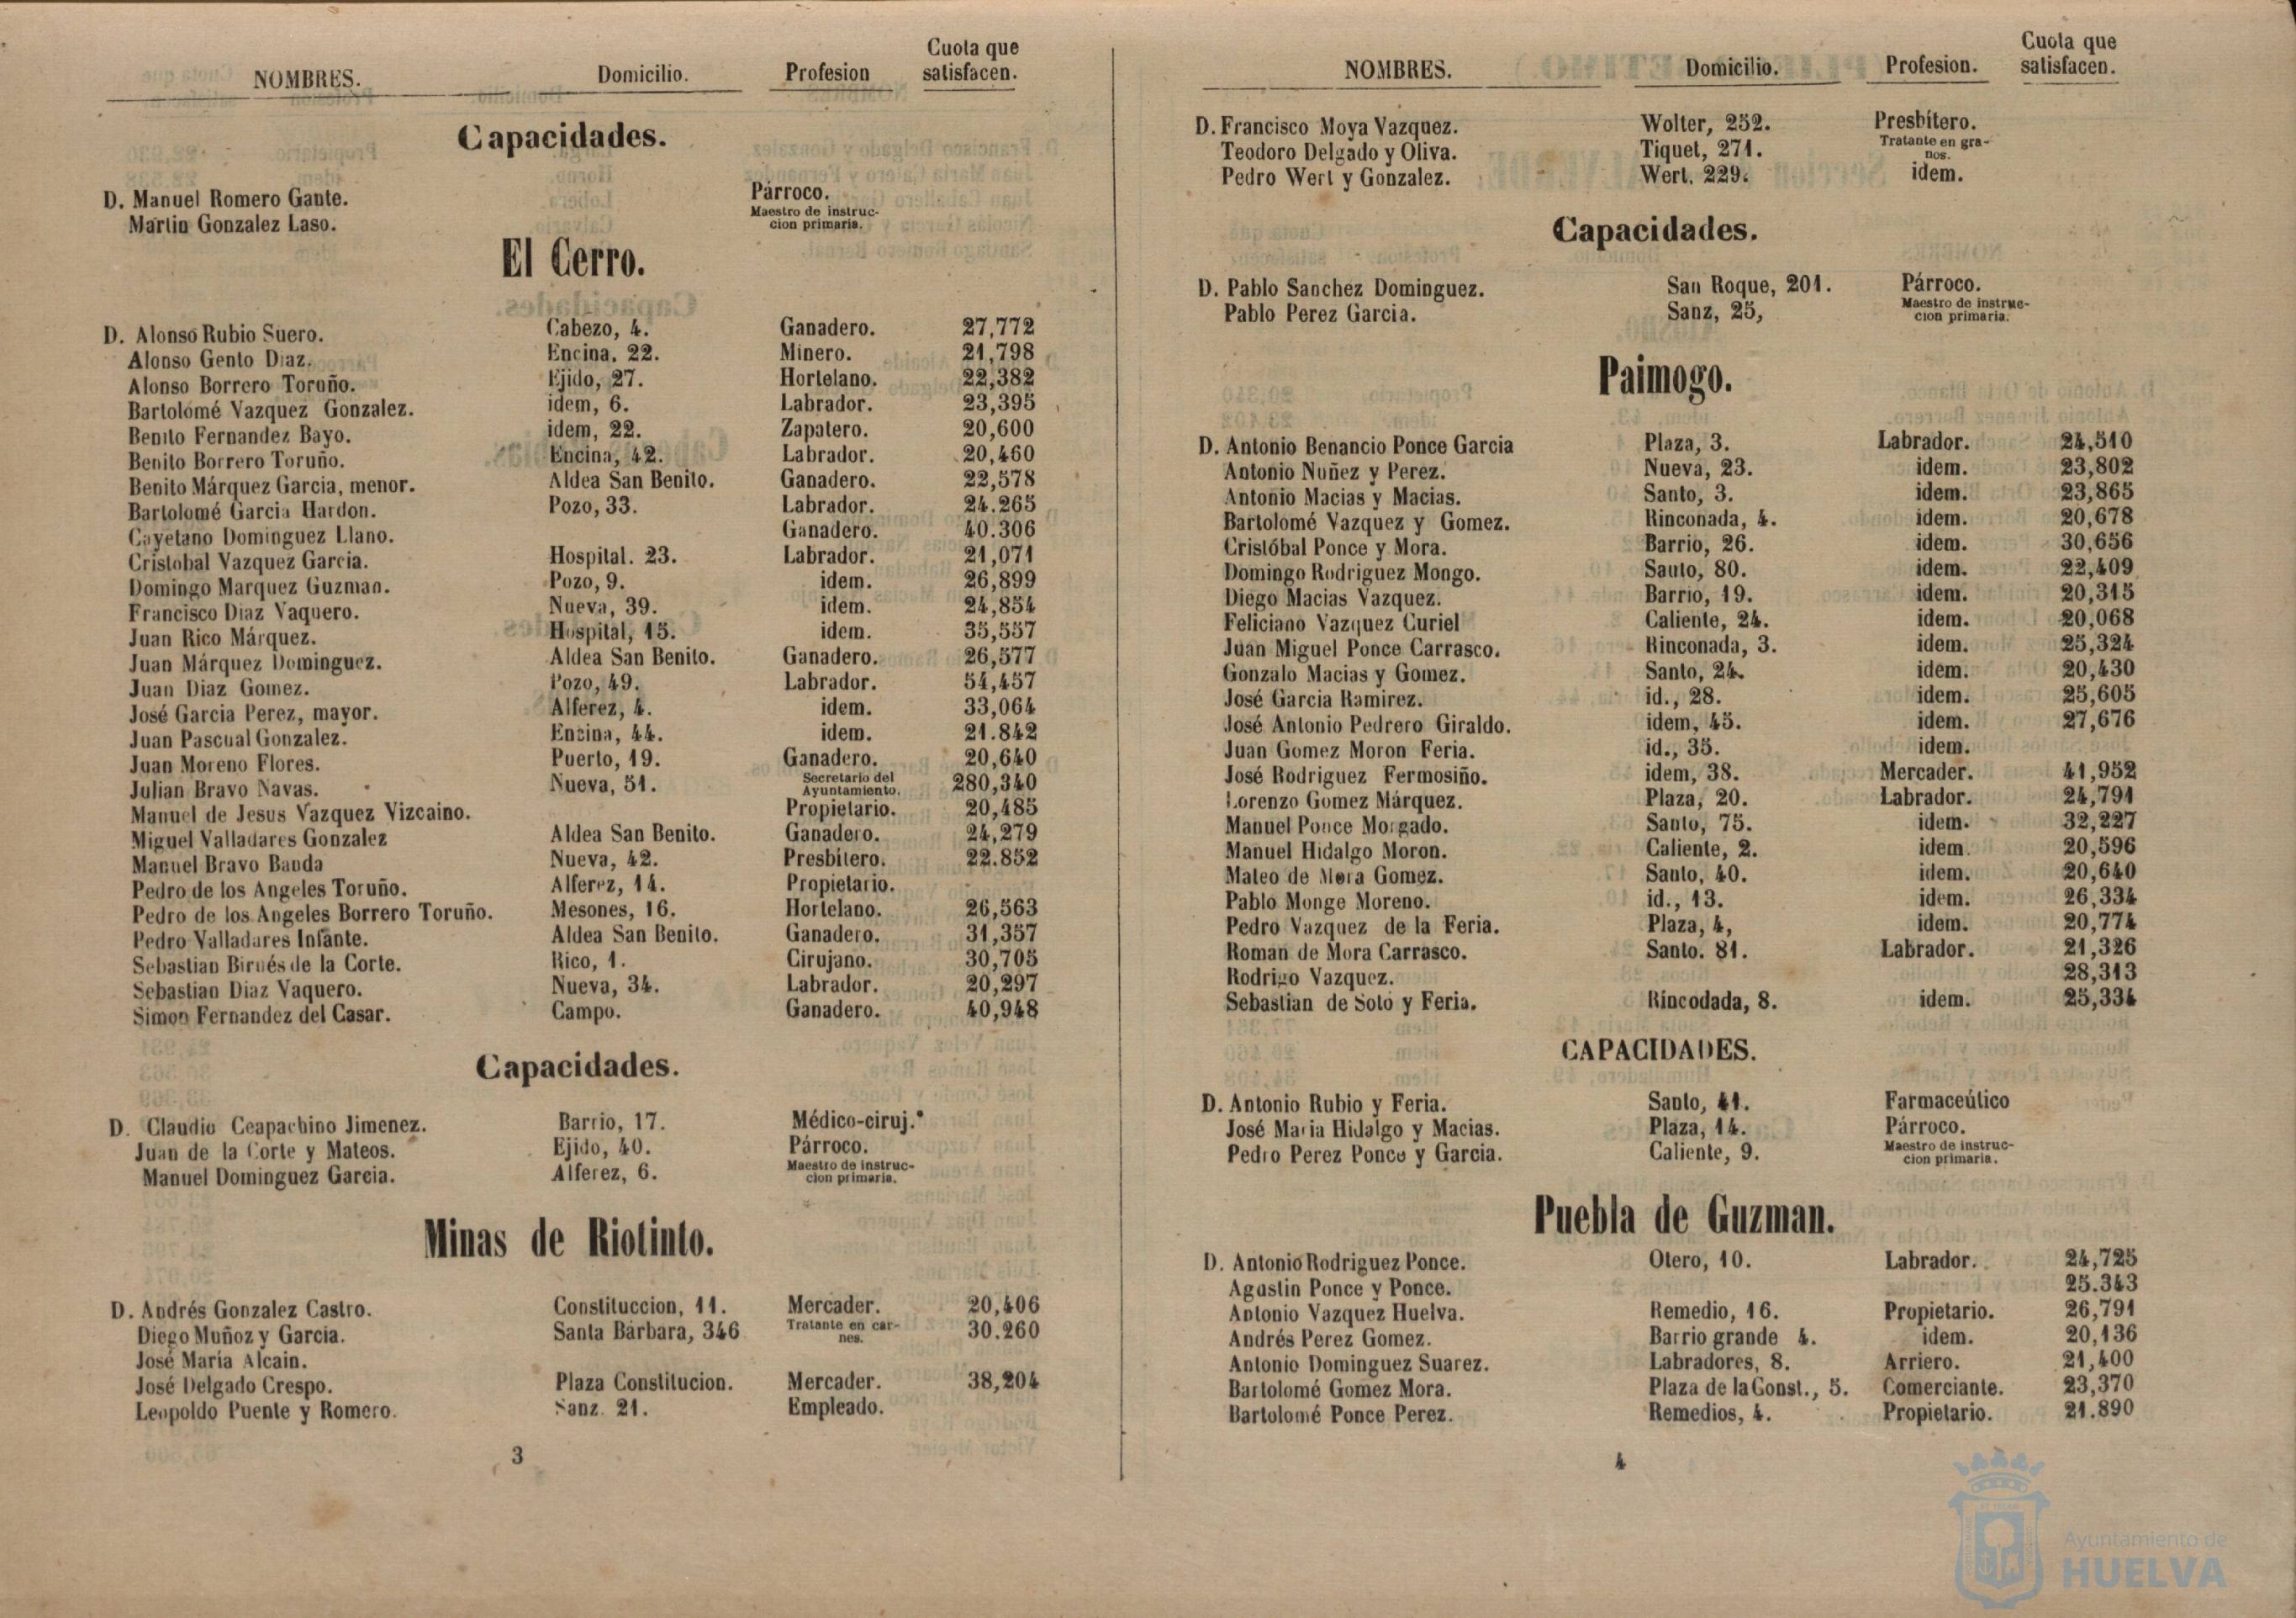 NOMBRES. Domicilio. Profesion Cuota que satisfacen.
Capacidades.
D. Manuel Romero Gante. Párroco.
Martin Gonzalez Laso. Maestro de instruc-
cion primaria.
El Cerro.
D. Alonso Rubio Suero. Cabezo, 4. Ganadero. 27,772
Alonso Gento Diaz. Encina. 22. Minero. 21,798
Alonso Borrero Toruño. Ejido, 27. Hortelano. 22,382
Bartolomé Vazquez Gonzalez. idem, 6. Labrador. 23,395
Benito Fernandez Bayo. idem, 22. Zapatero. 20,600
Benito Borrero Toruño. Encina, 42. Labrador. 20,460
Benito Márquez Garcia, menor. Aldea San Benito. Ganadero. 22,578
Bartolomé Garcia Hardon. Pozo, 33. Labrador. 24.265
Cayetano Dominguez Llano. Ganadero. 40.306
Cristobal Vazquez Garcia. Hospital. 23. Labrador. 21,071
Domingo Marquez Guzman. Pozo, 9. idem. 26,899
Francisco Diaz Vaquero. Nueva, 39. idem. 24,854
Juan Rico Márquez. Hospital, 15. idem. 35,557
Juan Márquez Dominguez. Aldea San Benito. Ganadero. 26,577
Juan Diaz Gomez. Pozo, 49. Labrador. 54,457
José Garcia Perez, mayor. Alferez, 4. idem. 33,064
Juan Pascual Gonzalez. Encina, 44. idem. 21.842
Juan Moreno Flores. Puerto, 19. Ganadero. 20,640
Julian Bravo Navas. Nueva, 51. Secretario del
Ayuntamiento. 280,340
Manuel de Jesus Vazquez Vizcaino. Propietario. 20,485
Miguel Valladares Gonzalez Aldea San Benito. Ganadero. 24,279
Manuel Bravo Banda Nueva, 42. Presbitero. 22.852
Pedro de los Angeles Toruño. Alferez, 14. Propietario.
Pedro de los Angeles Borrero Toruño. Mesones, 16. Hortelano. 26,563
Pedro Valladares Infante. Aldea San Benito. Ganadero. 31,357
Sebastian Birués de la Corte. Rico, 1. Cirujano. 30,705
Sebastian Diaz Vaquero. Nueva, 34. Labrador. 20,297
Simon Fernandez del Casar. Campo. Ganadero. 40,948
Capacidades.
D. Claudio Ceapachino Jimenez. Barrio, 17. Médico-ciruj.º
Juan de la Corte y Mateos. Ejido, 40. Párroco.
Manuel Dominguez Garcia. Alferez, 6. Maestro de instruc-
cion primaria.
Minas de Riotinto.
D. Andrés Gonzalez Castro. Constituccion, 11. Mercader. 20,406
Diego Muñoz y Garcia. Santa Bárbara, 346 Tratante en car-
nes. 30.260
José María Alcain.
José Delgado Crespo. Plaza Constitucion. Mercader. 38,204
Leopoldo Puente y Romero. Sanz. 21. Empleado.
3
NOMBRES. Domicilio. Profesion. Cuota que satisfacen.
D. Francisco Moya Vazquez. Wolter, 252. Presbítero.
Teodoro Delgado y Oliva. Tiquet, 271. Tratante en gra-
nos.
Pedro Wert y Gonzalez. Wert. 229. idem.
Capacidades.
D. Pablo Sanchez Dominguez. San Roque, 201. Párroco.
Pablo Perez Garcia. Sanz, 25, Maestro de instruc-
cion primaria.
Paimogo.
D. Antonio Benancio Ponce Garcia Plaza, 3. Labrador. 24,510
Antonio Nuñez y Perez. Nueva, 23. idem. 23,802
Antonio Macias y Macias. Santo, 3. idem. 23,865
Bartolomé Vazquez y Gomez. Rinconada, 4. idem. 20,678
Cristóbal Ponce y Mora. Barrio, 26. idem. 30,656
Domingo Rodriguez Mongo. Santo, 80. idem. 22,409
Diego Macias Vazquez. Barrio, 19. idem. 20,315
Feliciano Vazquez Curiel Caliente, 24. idem. 20,068
Juan Miguel Ponce Carrasco. Rinconada, 3. idem. 25,324
Gonzalo Macias y Gomez. Santo, 24. idem. 20,430
José Garcia Ramirez. id., 28. idem. 25,605
José Antonio Pedrero Giraldo. idem, 45. idem. 27,676
Juan Gomez Moron Feria. id., 35. idem.
José Rodriguez Fermosiño. idem, 38. Mercader. 41,952
Lorenzo Gomez Márquez. Plaza, 20. Labrador. 24,791
Manuel Ponce Morgado. Santo, 75. idem. 32,227
Manuel Hidalgo Moron. Caliente, 2. idem. 20,596
Mateo de Mora Gomez. Santo, 40. idem. 20,640
Pablo Monge Moreno. id., 13. idem. 26,334
Pedro Vazquez de la Feria. Plaza, 4, idem. 20,774
Roman de Mora Carrasco. Santo. 81. Labrador. 21,326
Rodrigo Vazquez. 28,313
Sebastian de Soto y Feria. Rincodada, 8. idem. 25,334
CAPACIDADES.
D. Antonio Rubio y Feria. Santo, 41. Farmaceútico
José Maria Hidalgo y Macias. Plaza, 14. Párroco.
Pedro Perez Ponce y Garcia. Caliente, 9. Maestro de instruc-
cion primaria.
Puebla de Guzman.
D. Antonio Rodriguez Ponce. Otero, 10. Labrador. 24,725
Agustin Ponce y Ponce. 25.343
Antonio Vazquez Huelva. Remedio, 16. Propietario. 26,791
Andrés Perez Gomez. Barrio grande 4. idem. 20,136
Antonio Dominguez Suarez. Labradores, 8. Arriero. 21,400
Bartolomé Gomez Mora. Plaza de la Const., 5. Comerciante. 23,370
Bartolomé Ponce Perez. Remedios, 4. Propietario. 21.890
4
Ayuntamiento de
HUELVA